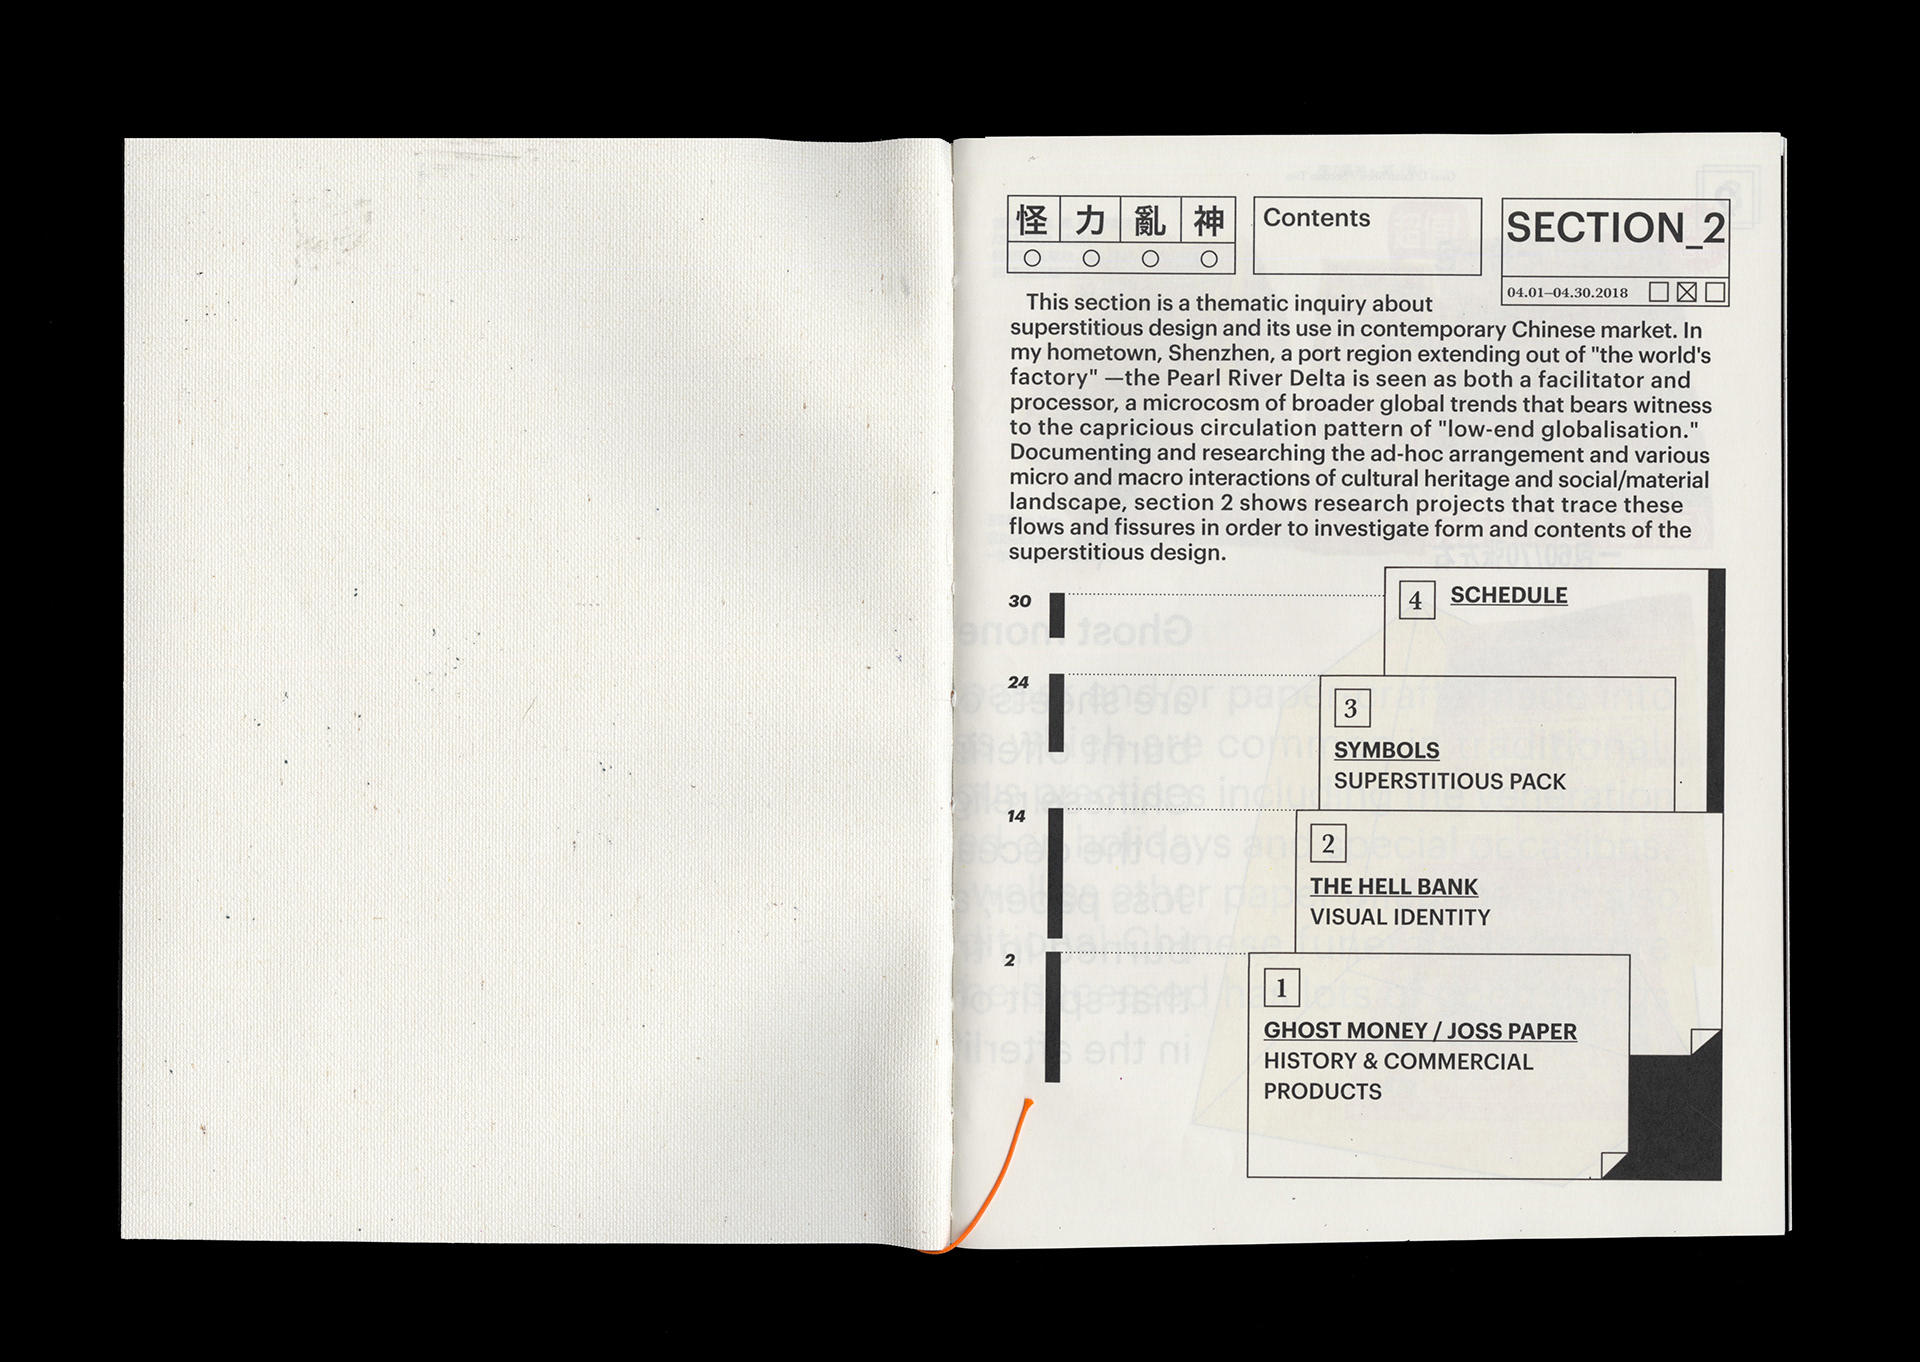 怪力亂神
Contents
SECTION_2
04.01–04.30.2018
This section is a thematic inquiry about
superstitious design and its use in contemporary Chinese market. In
my hometown, Shenzhen, a port region extending out of "the world's
factory" —the Pearl River Delta is seen as both a facilitator and
processor, a microcosm of broader global trends that bears witness
to the capricious circulation pattern of "low-end globalisation."
Documenting and researching the ad-hoc arrangement and various
micro and macro interactions of cultural heritage and social/material
landscape, section 2 shows research projects that trace these
flows and fissures in order to investigate form and contents of the
superstitious design.
30
4 SCHEDULE
24
3
SYMBOLS
SUPERSTITIOUS PACK
14
2
THE HELL BANK
VISUAL IDENTITY
2
1
GHOST MONEY / JOSS PAPER
HISTORY & COMMERCIAL
PRODUCTS